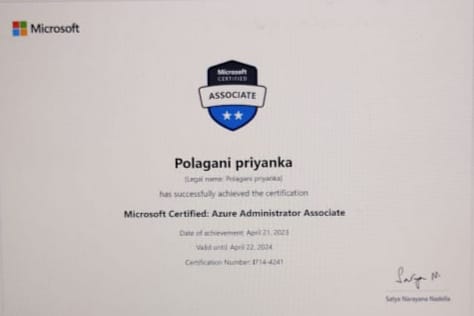 Microsoft
Microsoft
CERTIFIED
ASSOCIATE
Polagani priyanka
(Legal name: Polagani priyanka)
has successfully achieved the certification
Microsoft Certified: Azure Administrator Associate
Date of achievement: April 21, 2023
Valid until: April 22, 2024
Certification Number: I714-4241
Satya N.
Satya Narayana Nadella